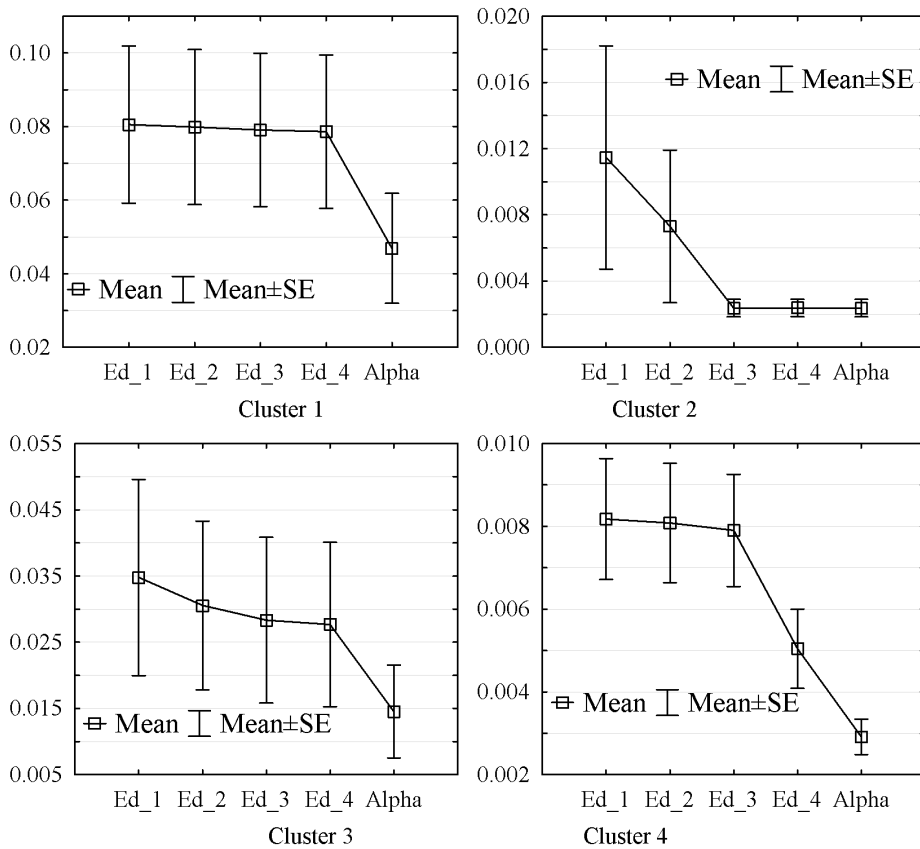 0.10
0.08
0.06
0.04
0.02
Mean Mean±SE
Ed_1 Ed_2 Ed_3 Ed_4 Alpha
Cluster 1
0.020
0.016
0.012
0.008
0.004
0.000
Mean Mean±SE
Ed_1 Ed_2 Ed_3 Ed_4 Alpha
Cluster 2
0.055
0.045
0.035
0.025
0.015
0.005
Mean Mean±SE
Ed_1 Ed_2 Ed_3 Ed_4 Alpha
Cluster 3
0.010
0.008
0.006
0.004
0.002
Mean Mean±SE
Ed_1 Ed_2 Ed_3 Ed_4 Alpha
Cluster 4